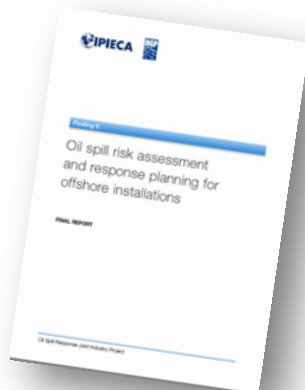 IPIECA OGP
Finding 6
Oil spill risk assessment
and response planning for
offshore installations
FINAL REPORT
Oil Spill Response Joint Industry Project